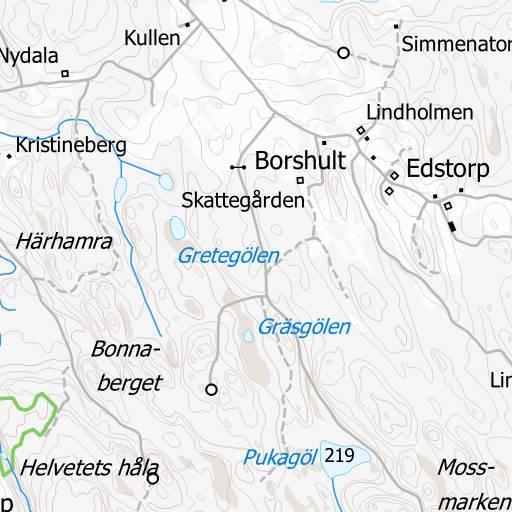 Kullen
Simmenator
Nydala
Lindholmen
Kristineberg
Borshult
Edstorp
Skattegården
Härhamra
Gretegölen
Gräsgölen
Bonna-
berget
Lin
Pukagöl
219
Helvetets håla
Moss-
marken
p